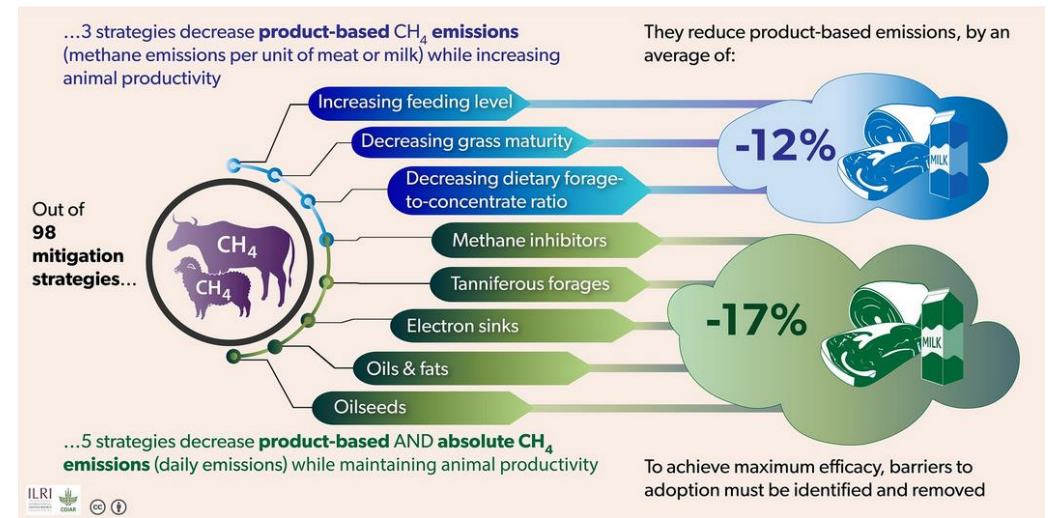 ...3 strategies decrease product-based CH4 emissions
(methane emissions per unit of meat or milk) while increasing
animal productivity
They reduce product-based emissions, by an
average of:
Increasing feeding level
Decreasing grass maturity
Decreasing dietary forage-
to-concentrate ratio
-12%
MILK
Out of
98
mitigation
strategies...
CH4
CH4
Methane inhibitors
Tanniferous forages
Electron sinks
Oils & fats
Oilseeds
-17%
MILK
...5 strategies decrease product-based AND absolute CH4
emissions (daily emissions) while maintaining animal productivity
To achieve maximum efficacy, barriers to
adoption must be identified and removed
ILRI
CGIAR
cc